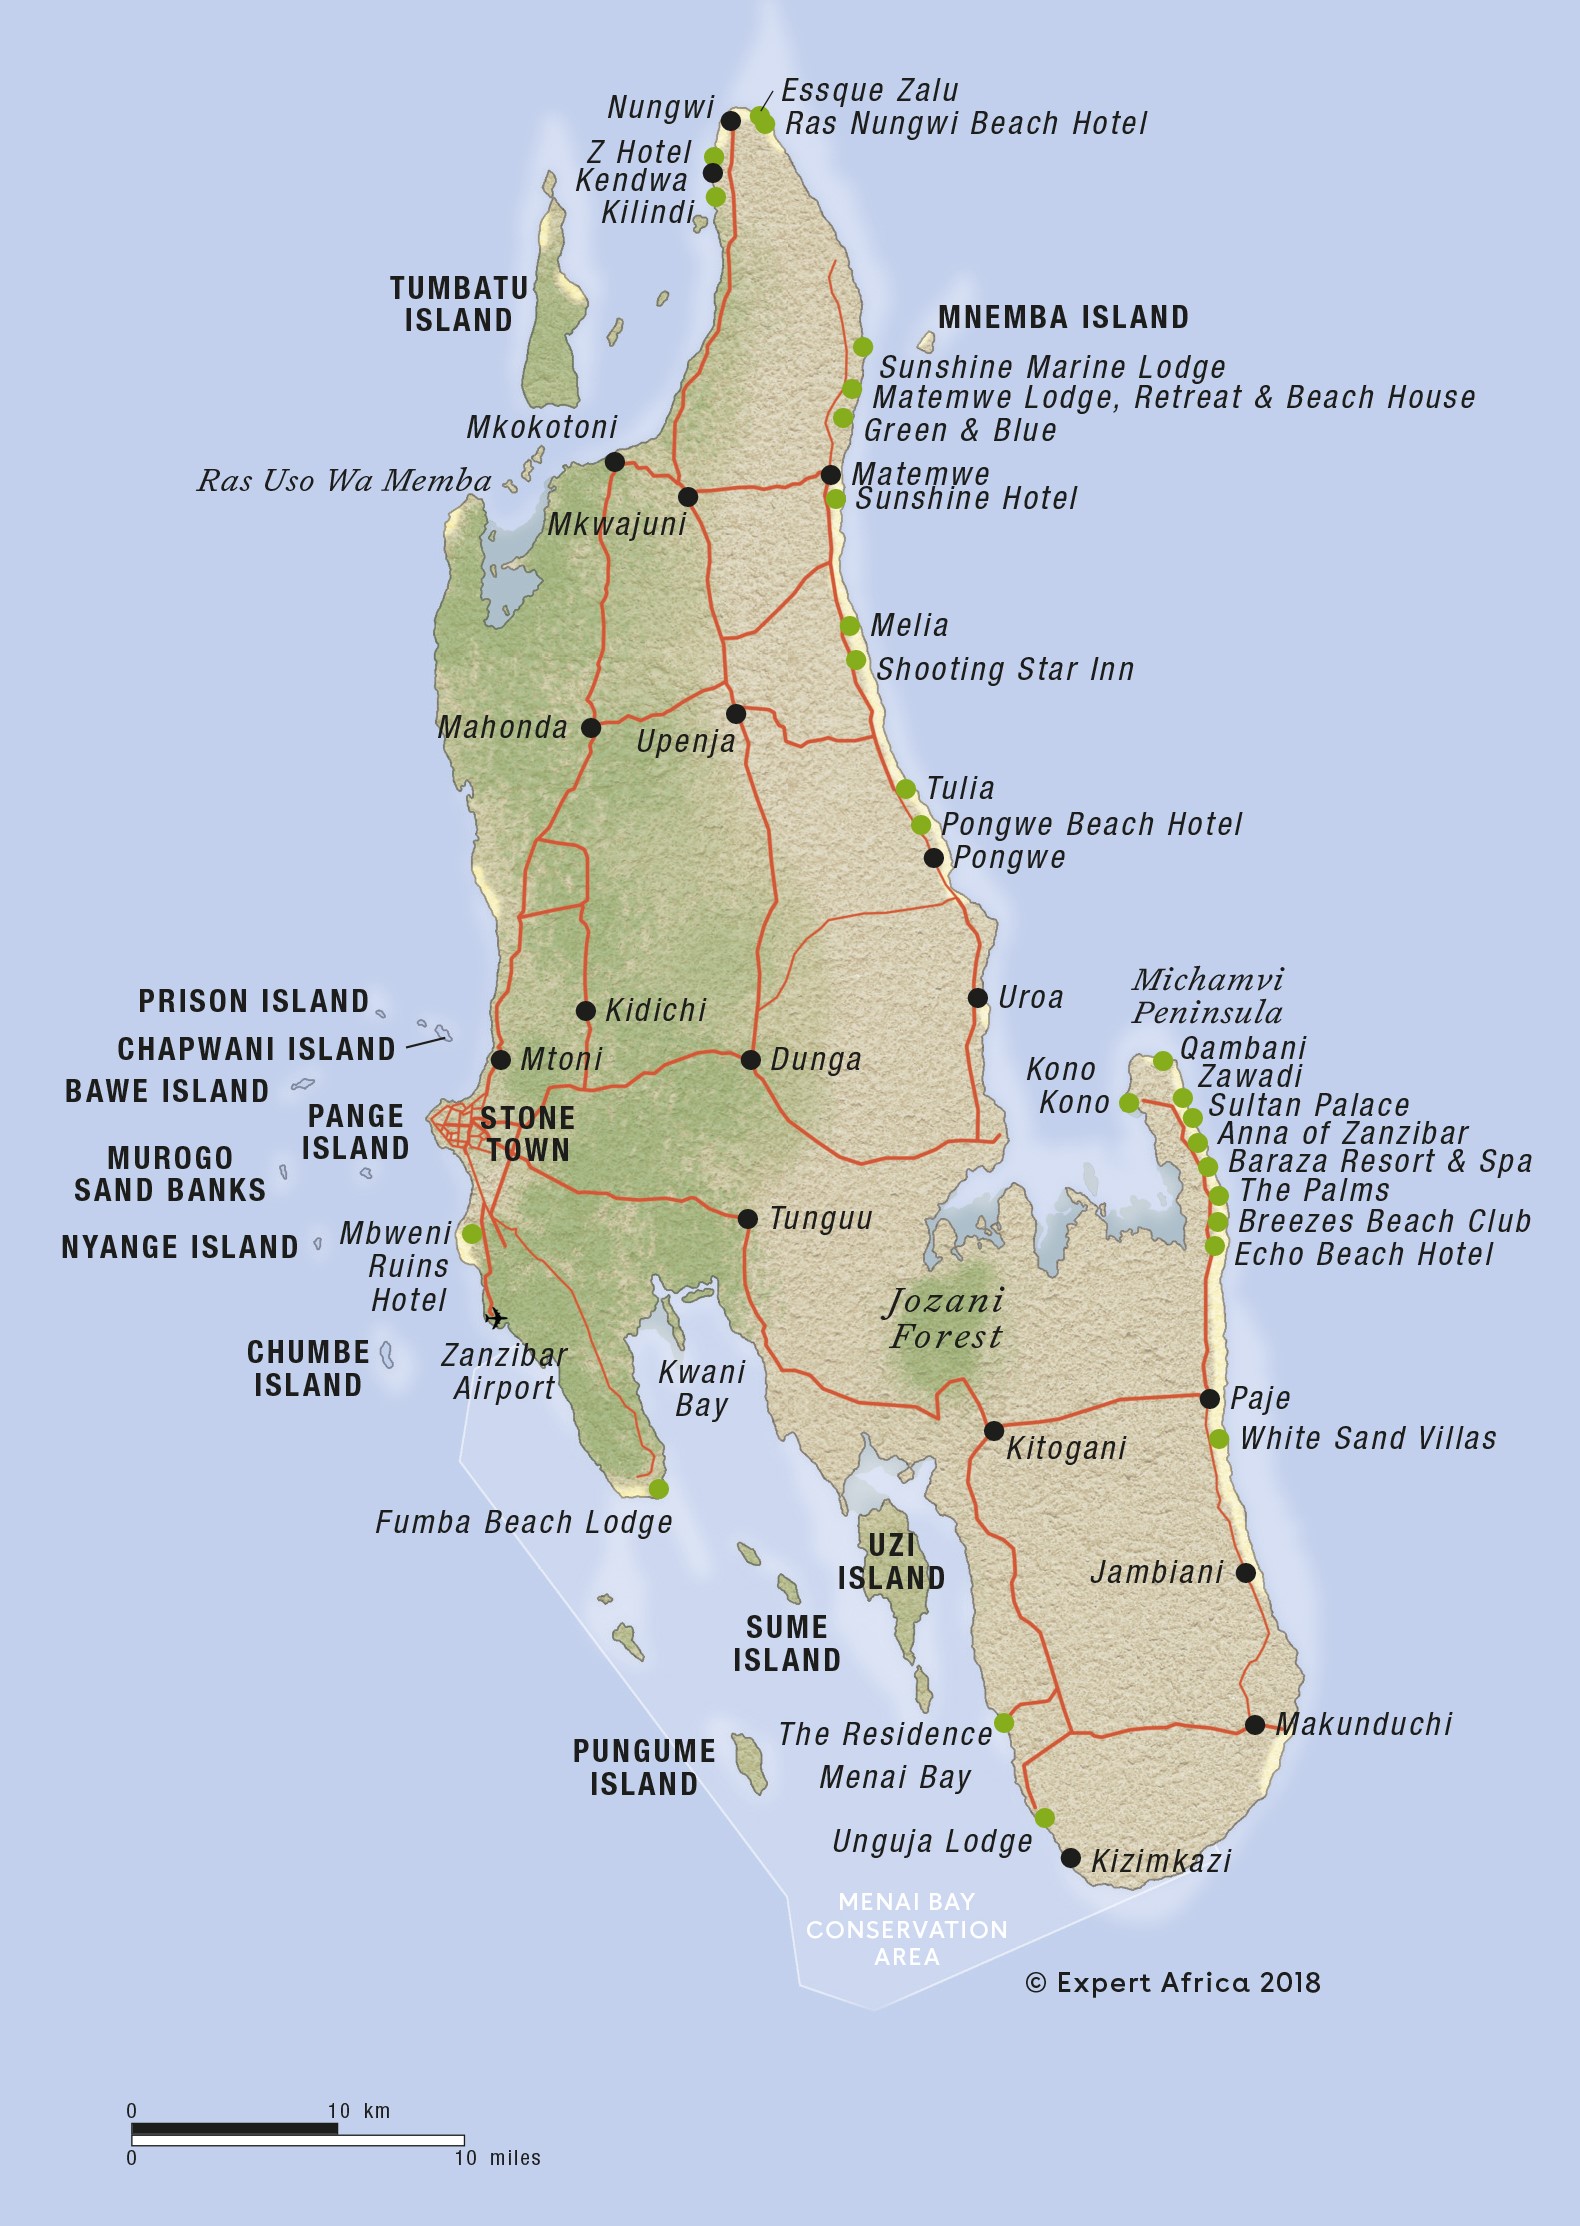 Essque Zalu
Nungwi
Ras Nungwi Beach Hotel
Z Hotel
Kendwa
Kilindi
TUMBATU
ISLAND
MNEMBA ISLAND
Sunshine Marine Lodge
Matemwe Lodge, Retreat & Beach House
Green & Blue
Mkokotoni
Ras Uso Wa Memba
Matemwe
Sunshine Hotel
Mkwajuni
Melia
Shooting Star Inn
Mahonda
Upenja
Tulia
Pongwe Beach Hotel
Pongwe
Michamvi
Peninsula
PRISON ISLAND
Kidichi
Uroa
CHAPWANI ISLAND
Mtoni
Dunga
Qambani
Kono
Kono
Zawadi
BAWE ISLAND
Sultan Palace
PANGE
ISLAND
STONE
TOWN
Anna of Zanzibar
MUROGO
SAND BANKS
Baraza Resort & Spa
The Palms
Tunguu
Breezes Beach Club
NYANGE ISLAND
Mbweni
Ruins
Hotel
Echo Beach Hotel
Jozani
Forest
CHUMBE
ISLAND
Zanzibar
Airport
Kwani
Bay
Paje
White Sand Villas
Kitogani
Fumba Beach Lodge
UZI
ISLAND
Jambiani
SUME
ISLAND
The Residence
Makunduchi
PUNGUME
ISLAND
Menai Bay
Unguja Lodge
Kizimkazi
MENAI BAY
CONSERVATION
AREA
© Expert Africa 2018
0 10 km
0 10 miles